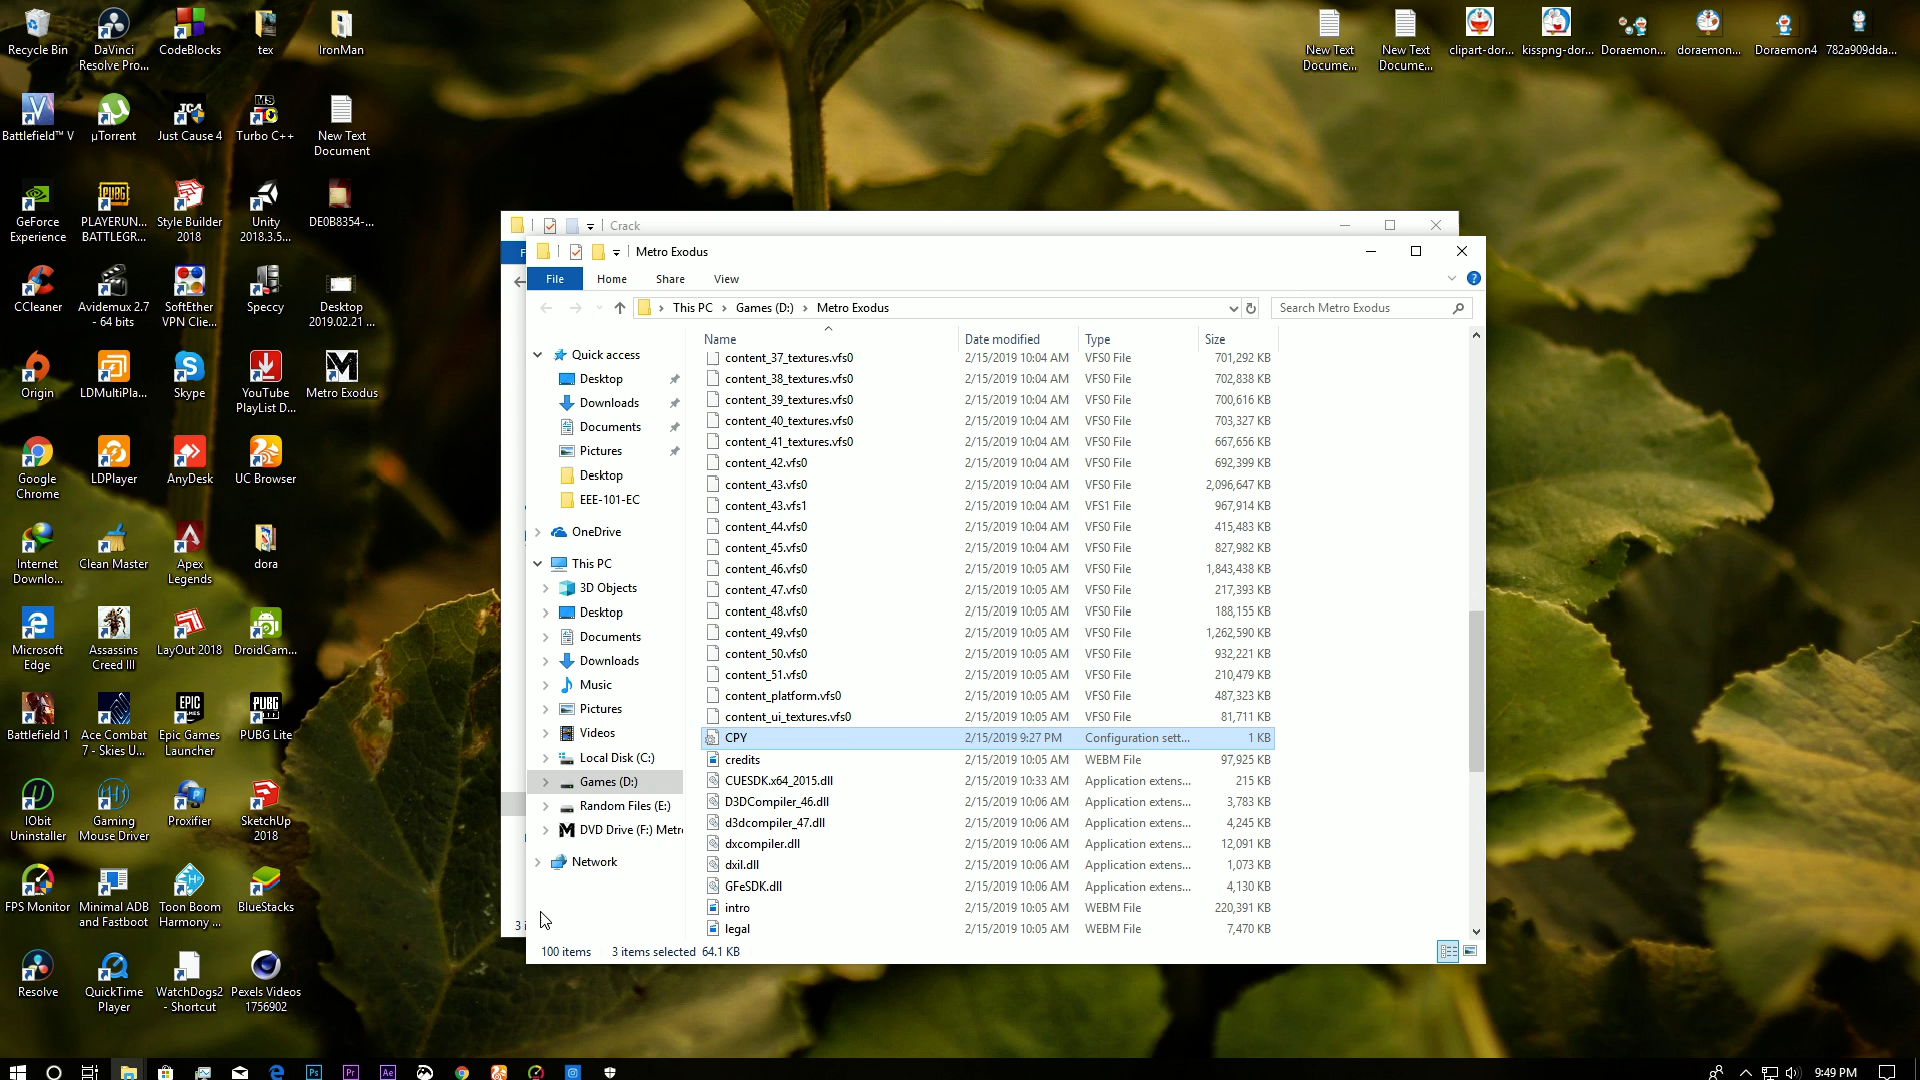 Recycle Bin
DaVinci
Resolve Pro...
CodeBlocks
tex
IronMan
New Text
Docume...
New Text
Docume...
clipart-dor...
kisspng-dor...
Doraemon...
doraemon...
Doraemon4
782a909dda...
Battlefield™ V
µTorrent
Just Cause 4
Turbo C++
New Text
Document
GeForce
Experience
PLAYERUN...
BATTLEGR...
Style Builder
2018
Unity
2018.3.5...
DE0B8354-...
CCleaner
Avidemux 2.7
- 64 bits
SoftEther
VPN Clie...
Speccy
Desktop
2019.02.21 ...
Origin
LDMultiPla...
Skype
YouTube
PlayList D...
Metro Exodus
Google
Chrome
LDPlayer
AnyDesk
UC Browser
Internet
Downlo...
Clean Master
Apex
Legends
dora
Microsoft
Edge
Assassins
Creed III
LayOut 2018
DroidCam...
Battlefield 1
Ace Combat
7 - Skies U...
Epic Games
Launcher
PUBG Lite
IObit
Uninstaller
Gaming
Mouse Driver
Proxifier
SketchUp
2018
FPS Monitor
Minimal ADB
and Fastboot
Toon Boom
Harmony ...
BlueStacks
Resolve
QuickTime
Player
WatchDogs2
- Shortcut
Pexels Videos
1756902
Crack
Metro Exodus
File
Home
Share
View
This PC
Games (D:)
Metro Exodus
Search Metro Exodus
Quick access
Desktop
Downloads
Documents
Pictures
Desktop
EEE-101-EC
OneDrive
This PC
3D Objects
Desktop
Documents
Downloads
Music
Pictures
Videos
Local Disk (C:)
Games (D:)
Random Files (E:)
DVD Drive (F:) Metr
Network
Name Date modified Type Size
content_37_textures.vfs0 2/15/2019 10:04 AM VFS0 File 701,292 KB
content_38_textures.vfs0 2/15/2019 10:04 AM VFS0 File 702,838 KB
content_39_textures.vfs0 2/15/2019 10:04 AM VFS0 File 700,616 KB
content_40_textures.vfs0 2/15/2019 10:04 AM VFS0 File 703,327 KB
content_41_textures.vfs0 2/15/2019 10:04 AM VFS0 File 667,656 KB
content_42.vfs0 2/15/2019 10:04 AM VFS0 File 692,399 KB
content_43.vfs0 2/15/2019 10:04 AM VFS0 File 2,096,647 KB
content_43.vfs1 2/15/2019 10:04 AM VFS1 File 967,914 KB
content_44.vfs0 2/15/2019 10:04 AM VFS0 File 415,483 KB
content_45.vfs0 2/15/2019 10:04 AM VFS0 File 827,982 KB
content_46.vfs0 2/15/2019 10:04 AM VFS0 File 1,843,438 KB
content_47.vfs0 2/15/2019 10:05 AM VFS0 File 217,393 KB
content_48.vfs0 2/15/2019 10:05 AM VFS0 File 188,155 KB
content_49.vfs0 2/15/2019 10:05 AM VFS0 File 1,262,590 KB
content_50.vfs0 2/15/2019 10:05 AM VFS0 File 932,221 KB
content_51.vfs0 2/15/2019 10:05 AM VFS0 File 210,479 KB
content_platform.vfs0 2/15/2019 10:05 AM VFS0 File 487,323 KB
content_ui_textures.vfs0 2/15/2019 10:05 AM VFS0 File 81,711 KB
CPY 2/15/2019 9:27 PM Configuration sett... 1 KB
credits 2/15/2019 10:05 AM WEBM File 97,925 KB
CUESDK.x64_2015.dll 2/15/2019 10:33 AM Application extens... 215 KB
D3DCompiler_46.dll 2/15/2019 10:06 AM Application extens... 3,783 KB
d3dcompiler_47.dll 2/15/2019 10:06 AM Application extens... 4,245 KB
dxcompiler.dll 2/15/2019 10:06 AM Application extens... 12,091 KB
dxil.dll 2/15/2019 10:06 AM Application extens... 1,073 KB
GFeSDK.dll 2/15/2019 10:06 AM Application extens... 4,130 KB
intro 2/15/2019 10:05 AM WEBM File 220,391 KB
legal 2/15/2019 10:05 AM WEBM File 7,470 KB
100 items 3 items selected 64.1 KB
9:49 PM